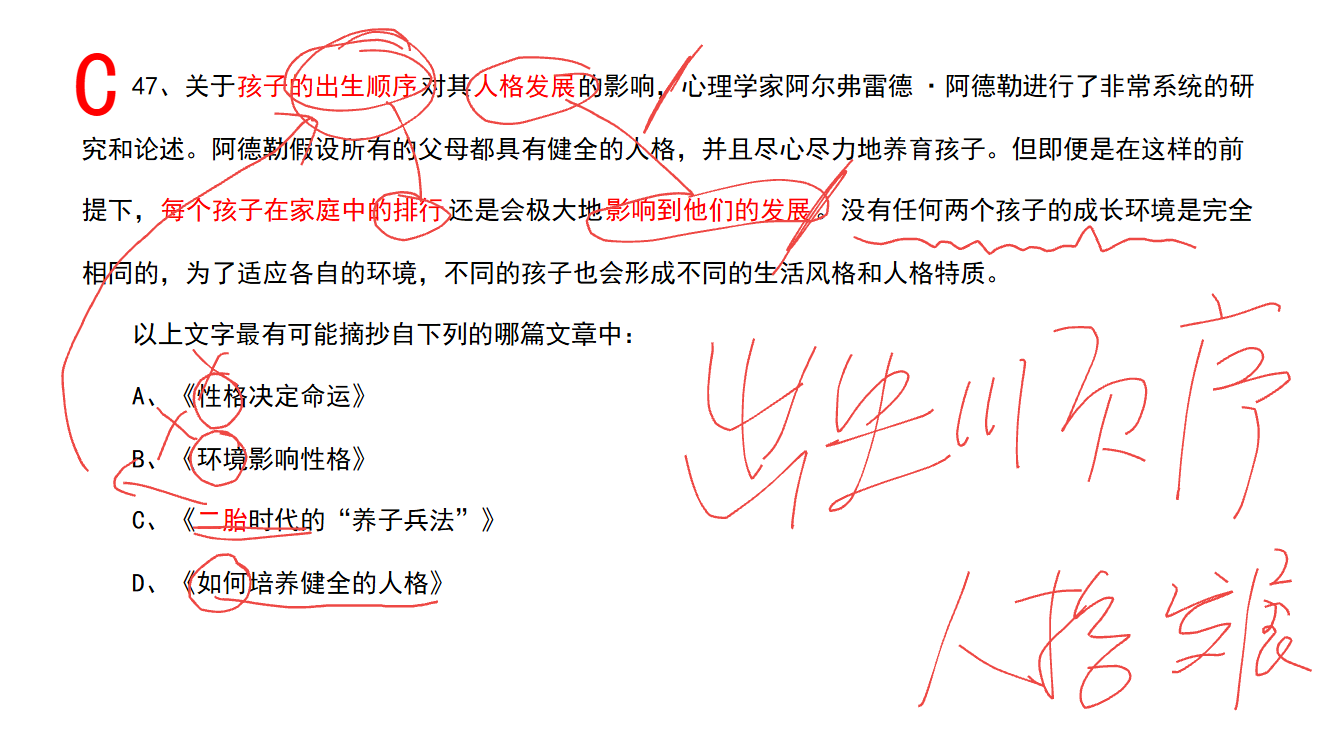 C 47、关于孩子的出生顺序对其人格发展的影响，心理学家阿尔弗雷德·阿德勒进行了非常系统的研
究和论述。阿德勒假设所有的父母都具有健全的人格，并且尽心尽力地养育孩子。但即便是在这样的前
提下，每个孩子在家庭中的排行还是会极大地影响到他们的发展。没有任何两个孩子的成长环境是完全
相同的，为了适应各自的环境，不同的孩子也会形成不同的生活风格和人格特质。
以上文字最有可能摘抄自下列的哪篇文章中：
A、《性格决定命运》
B、《环境影响性格》
C、《二胎时代的“养子兵法”》
D、《如何培养健全的人格》
出生顺序
人格发展